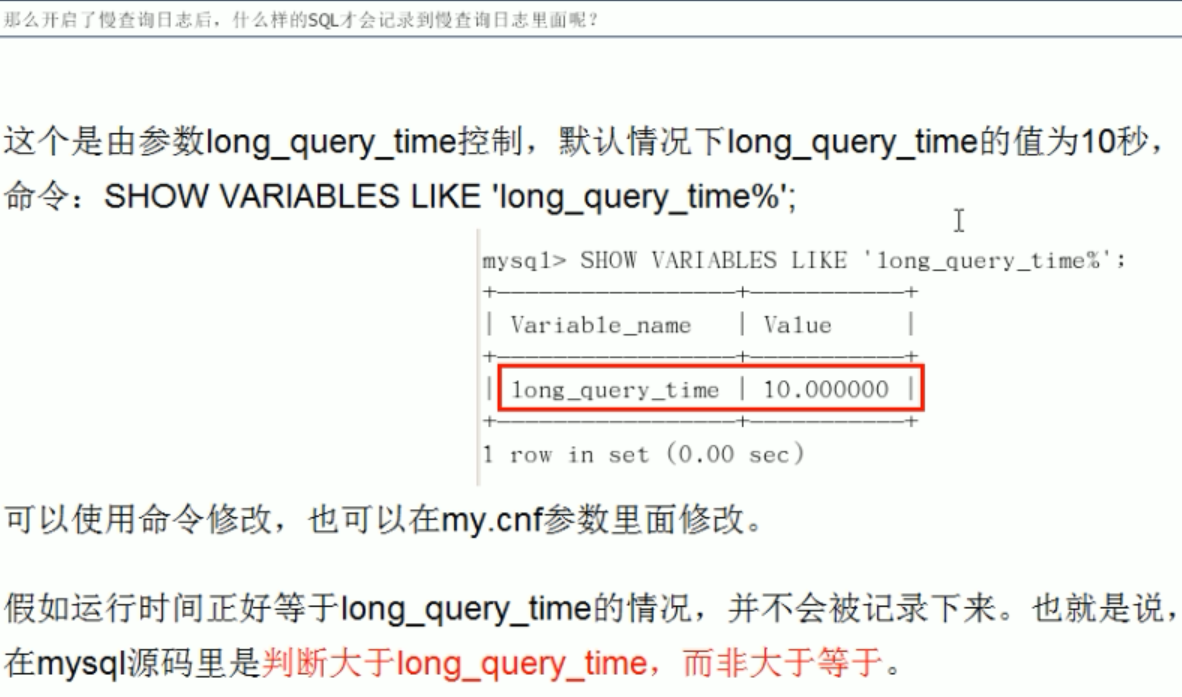 那么开启了慢查询日志后，什么样的SQL才会记录到慢查询日志里面呢？
这个是由参数long_query_time控制，默认情况下long_query_time的值为10秒，
命令：SHOW VARIABLES LIKE 'long_query_time%';
mysql> SHOW VARIABLES LIKE 'long_query_time%';
+-----------------+-----------+
| Variable_name | Value |
+-----------------+-----------+
| long_query_time | 10.000000 |
+-----------------+-----------+
1 row in set (0.00 sec)
可以使用命令修改，也可以在my.cnf参数里面修改。
假如运行时间正好等于long_query_time的情况，并不会被记录下来。也就是说，
在mysql源码里是判断大于long_query_time，而非大于等于。